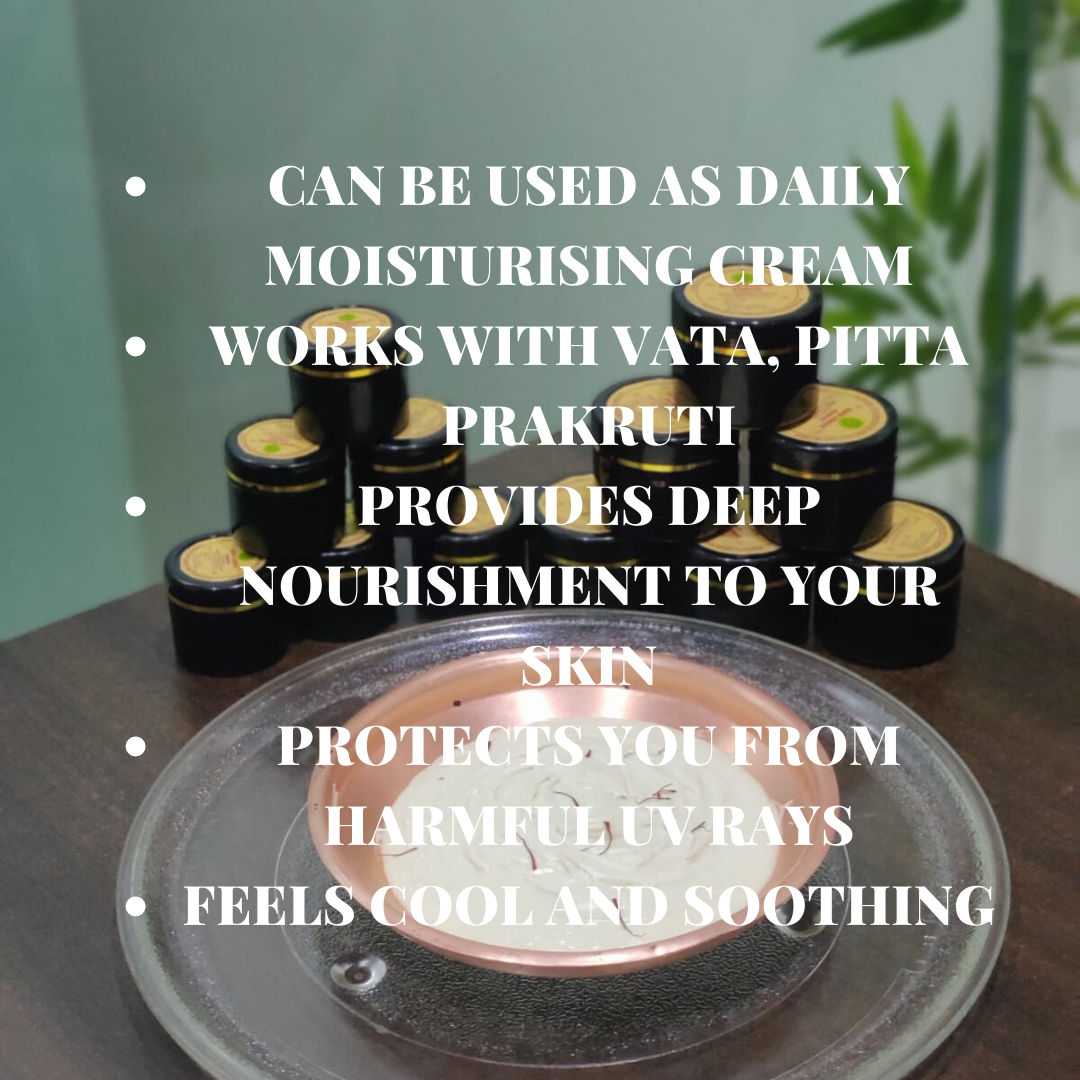 • CAN BE USED AS DAILY
MOISTURISING CREAM
• WORKS WITH VATA, PITTA
PRAKRUTI
• PROVIDES DEEP
NOURISHMENT TO YOUR
SKIN
• PROTECTS YOU FROM
HARMFUL UV RAYS
• FEELS COOL AND SOOTHING